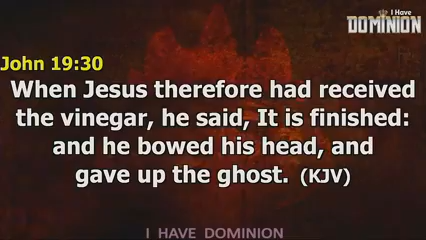 I Have
DOMINION
John 19:30
When Jesus therefore had received
the vinegar, he said, It is finished:
and he bowed his head, and
gave up the ghost. (KJV)
I HAVE DOMINION